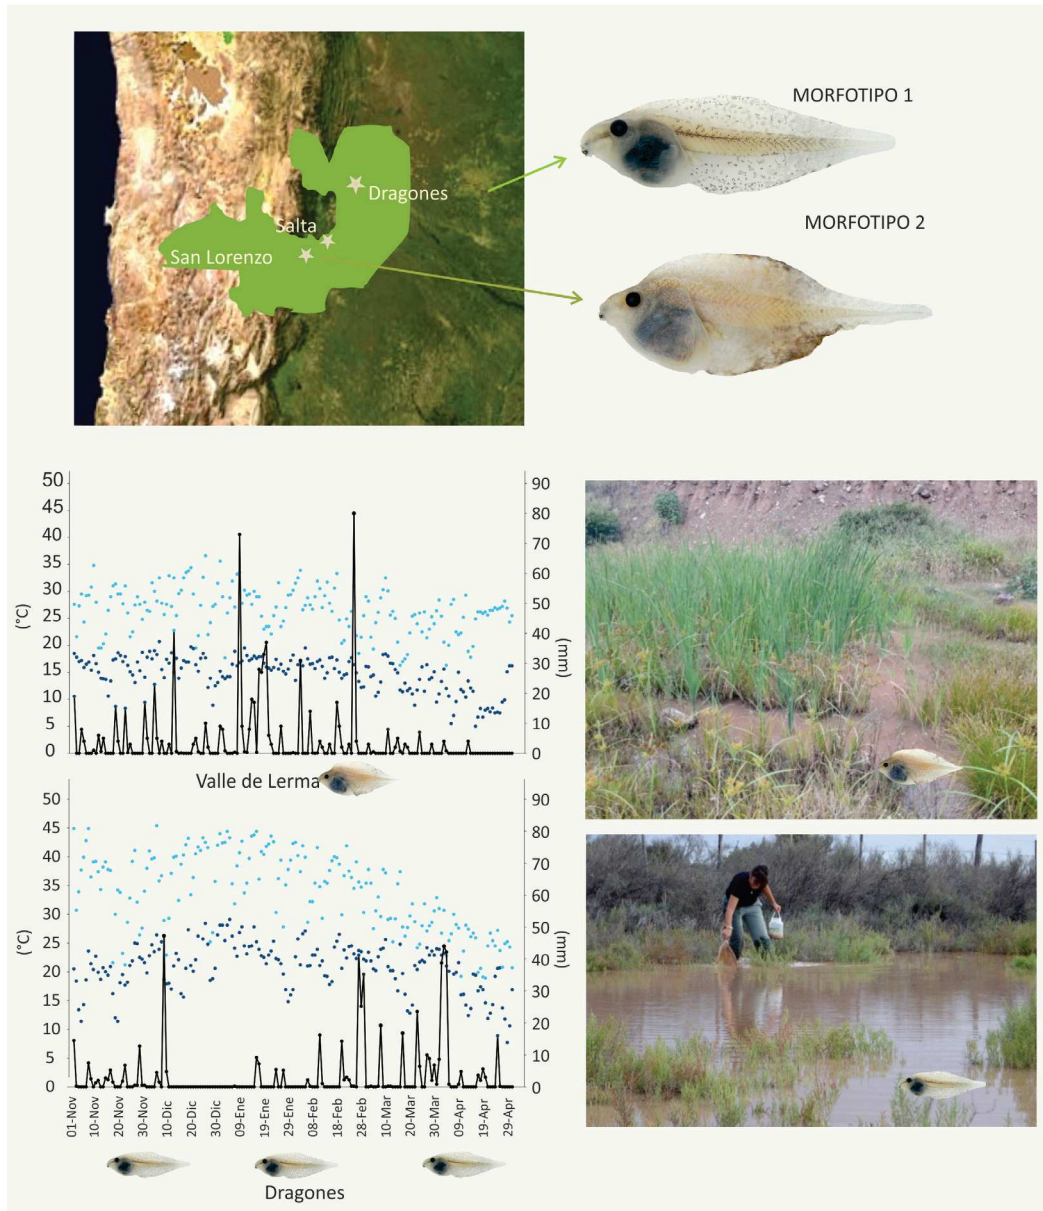 MORFOTIPO 1
Dragones
MORFOTIPO 2
Salta
San Lorenzo
50
45
40
35
30
25
20
15
10
5
0
(°C)
90
80
70
60
50
40
30
20
10
0
(mm)
Valle de Lerma
50
45
40
35
30
25
20
15
10
5
0
(°C)
90
80
70
60
50
40
30
20
10
0
(mm)
01-Nov
10-Nov
20-Nov
30-Nov
10-Dic
20-Dic
30-Dic
09-Ene
19-Ene
29-Ene
08-Feb
18-Feb
28-Feb
10-Mar
20-Mar
30-Mar
09-Apr
19-Apr
29-Apr
Dragones